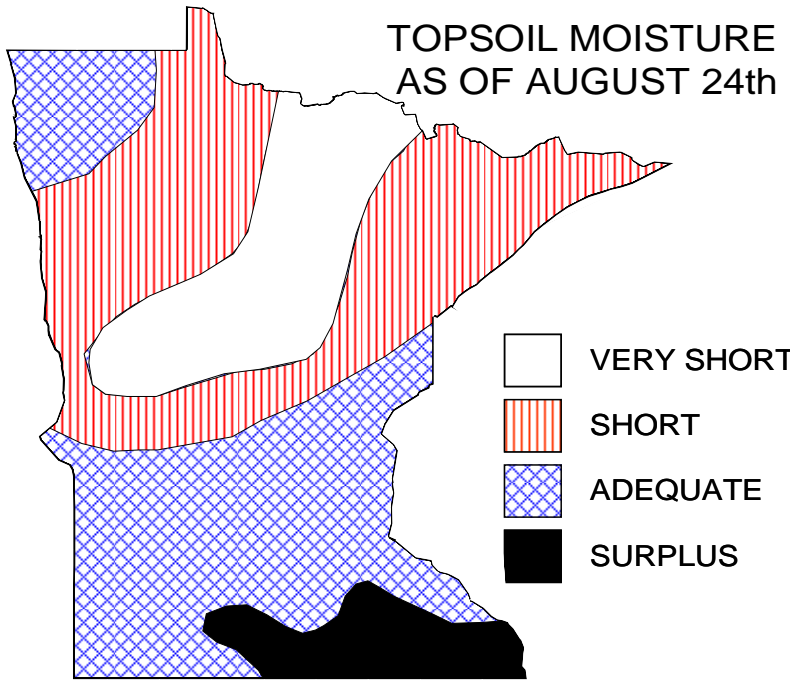 TOPSOIL MOISTURE
AS OF AUGUST 24th
VERY SHORT
SHORT
ADEQUATE
SURPLUS